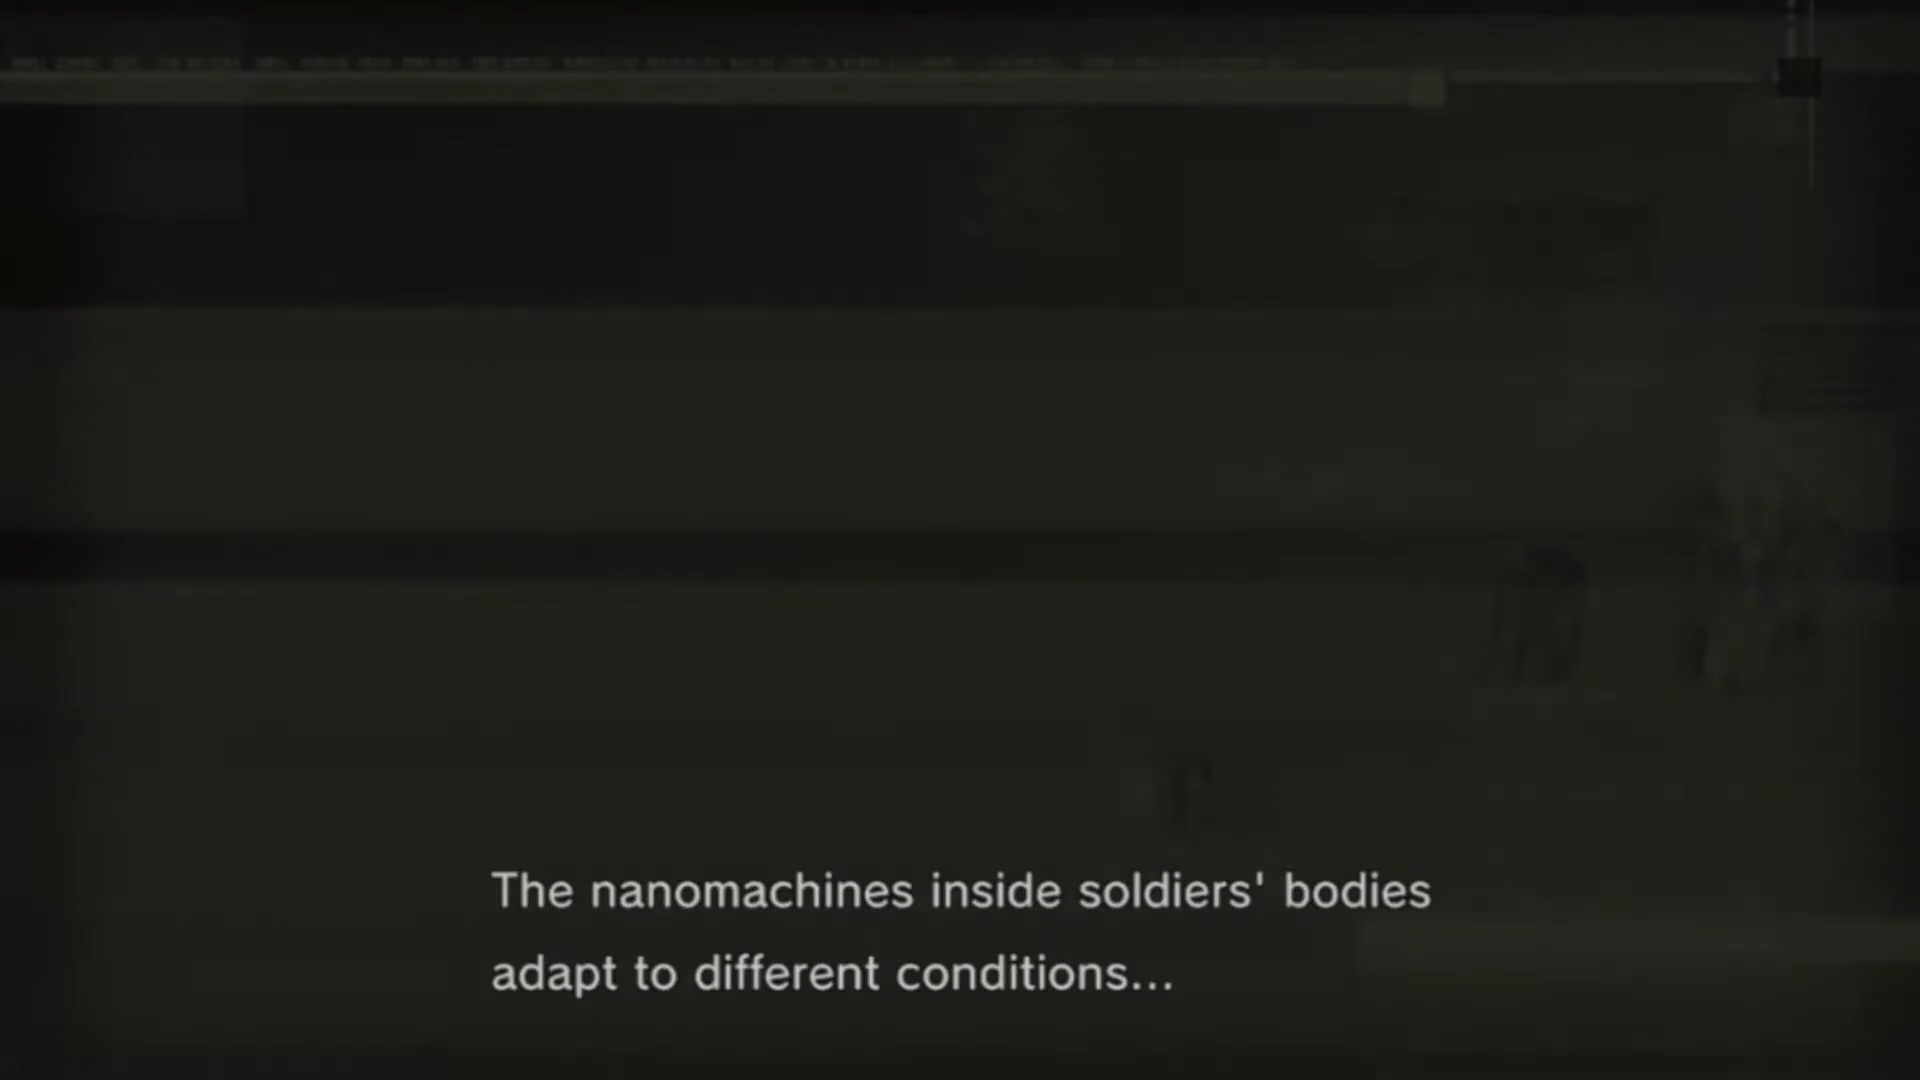 The nanomachines inside soldiers' bodies
adapt to different conditions...